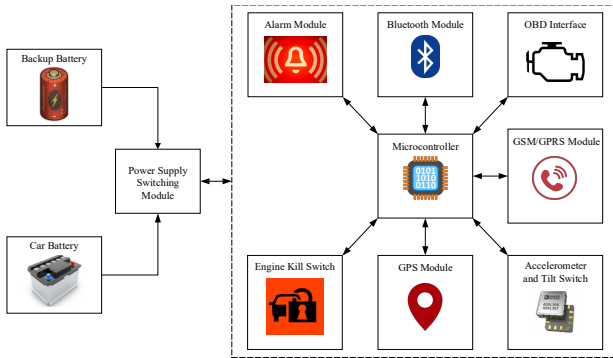 Alarm Module
Bluetooth Module
OBD Interface
Backup Battery
Microcontroller
0101
1010
0110
GSM/GPRS Module
Power Supply
Switching
Module
Car Battery
Engine Kill Switch
GPS Module
Accelerometer
and Tilt Switch